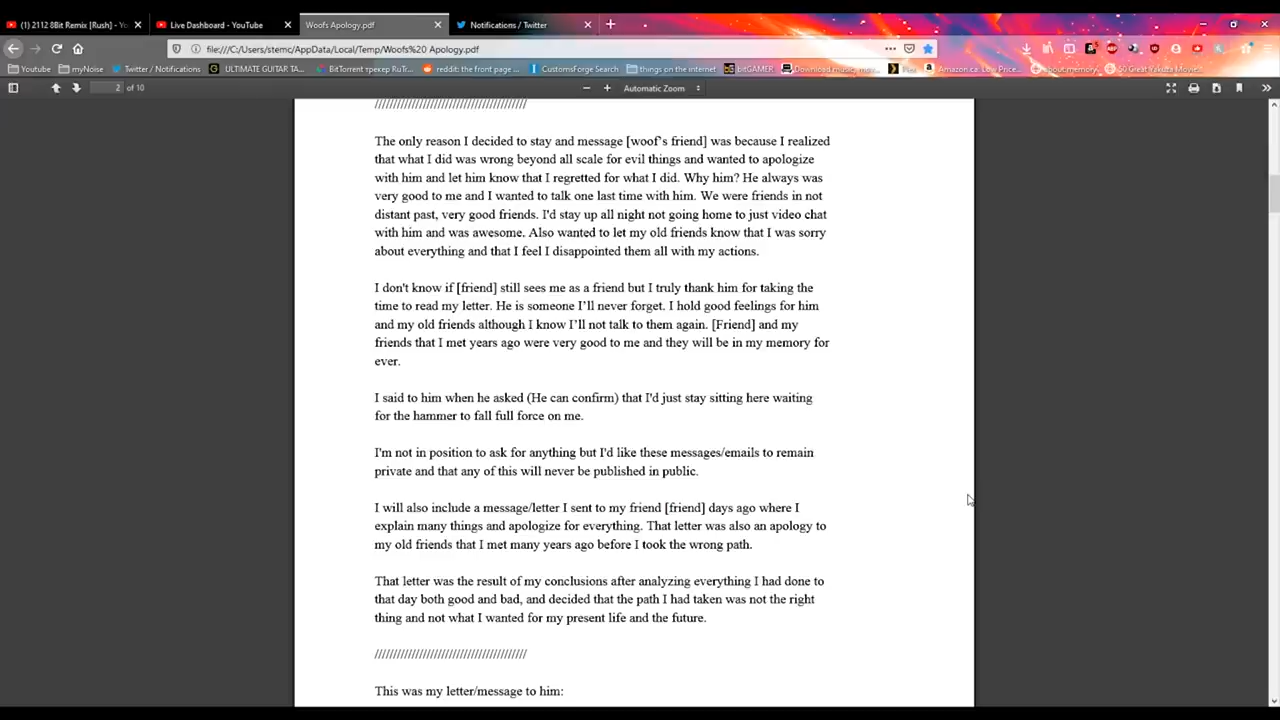 (1) 2112 8Bit Remix [Rush] - Yo
Live Dashboard - YouTube
Woofs Apology.pdf
Notifications / Twitter
file:///C:/Users/stemc/AppData/Local/Temp/Woofs%20 Apology.pdf
Youtube
myNoise
Twitter / Notifications
ULTIMATE GUITAR TA...
BitTorrent трекер RuTr...
reddit: the front page ...
CustomsForge Search
things on the internet
bitGAMER
Download music, mov...
Plex
Amazon.ca: Low Price...
about:memory
50 Great Yakuza Movie...
2 of 10
Automatic Zoom
////////////////////////////////////////
The only reason I decided to stay and message [woof's friend] was because I realized
that what I did was wrong beyond all scale for evil things and wanted to apologize
with him and let him know that I regretted for what I did. Why him? He always was
very good to me and I wanted to talk one last time with him. We were friends in not
distant past, very good friends. I'd stay up all night not going home to just video chat
with him and was awesome. Also wanted to let my old friends know that I was sorry
about everything and that I feel I disappointed them all with my actions.
I don't know if [friend] still sees me as a friend but I truly thank him for taking the
time to read my letter. He is someone I’ll never forget. I hold good feelings for him
and my old friends although I know I’ll not talk to them again. [Friend] and my
friends that I met years ago were very good to me and they will be in my memory for
ever.
I said to him when he asked (He can confirm) that I'd just stay sitting here waiting
for the hammer to fall full force on me.
I'm not in position to ask for anything but I'd like these messages/emails to remain
private and that any of this will never be published in public.
I will also include a message/letter I sent to my friend [friend] days ago where I
explain many things and apologize for everything. That letter was also an apology to
my old friends that I met many years ago before I took the wrong path.
That letter was the result of my conclusions after analyzing everything I had done to
that day both good and bad, and decided that the path I had taken was not the right
thing and not what I wanted for my present life and the future.
////////////////////////////////////////
This was my letter/message to him: